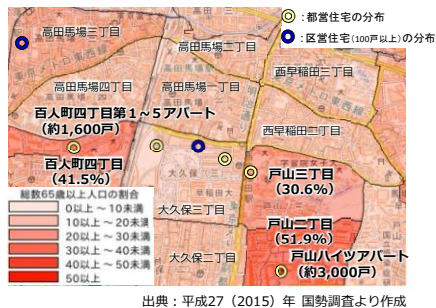 ：都営住宅の分布
：区営住宅（100戸以上）の分布
高田馬場三丁目
高田馬場二丁目
西早稲田三丁目
高田馬場四丁目
高田馬場一丁目
百人町四丁目第１～５アパート
（約1,600戸）
西早稲田二丁目
百人町四丁目
（41.5%）
戸山三丁目
（30.6%）
大久保三丁目
戸山二丁目
（51.9%）
大久保二丁目
戸山ハイツアパート
（約3,000戸）
総数65歳以上人口の割合
0以上～10未満
10以上～20未満
20以上～30未満
30以上～40未満
40以上～50未満
50以上
出典：平成27（2015）年 国勢調査より作成